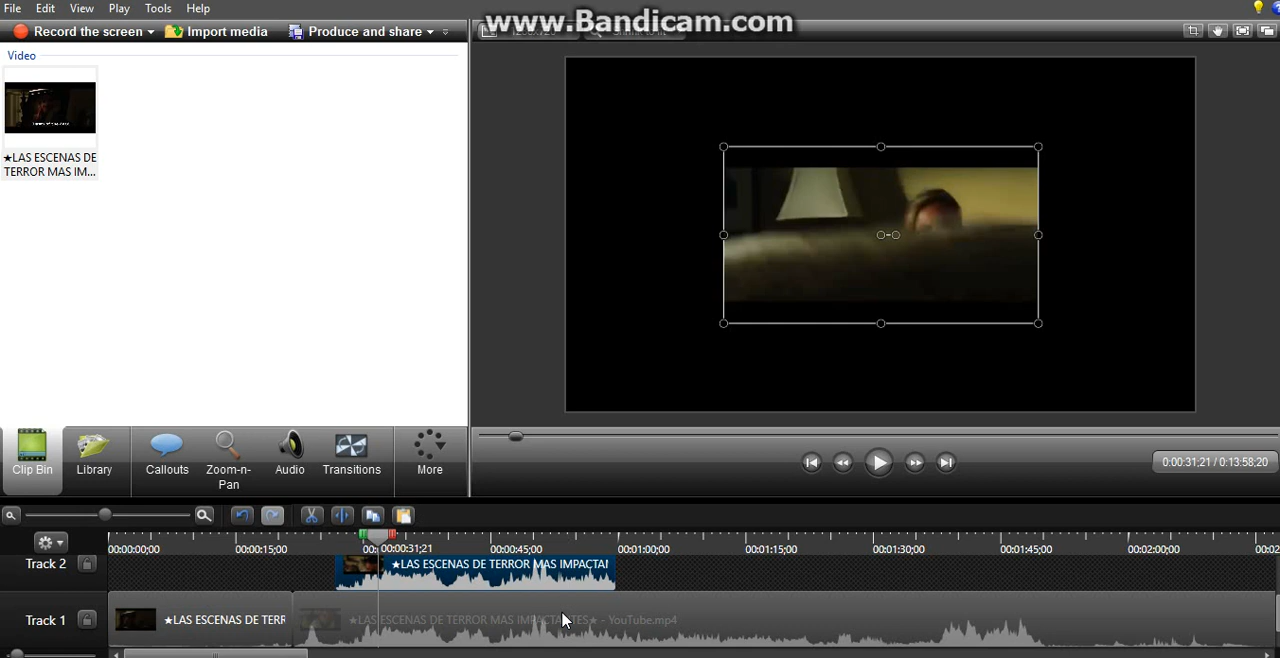 File Edit View Play Tools Help
www.Bandicam.com
Record the screen Import media Produce and share
Video
★LAS ESCENAS DE
TERROR MAS IM...
Clip Bin Library Callouts Zoom-n-
Pan Audio Transitions More
0:00:31;21 / 0:13:58;20
00:00:00;00 00:00:15;00 00:00:31;21 00:00:45;00 00:01:00;00 00:01:15;00 00:01:30;00 00:01:45;00 00:02:00;00
Track 2 ★LAS ESCENAS DE TERROR MAS IMPACTAN
Track 1 ★LAS ESCENAS DE TERR ★LAS ESCENAS DE TERROR MAS IMPACTANTES★ - YouTube.mp4